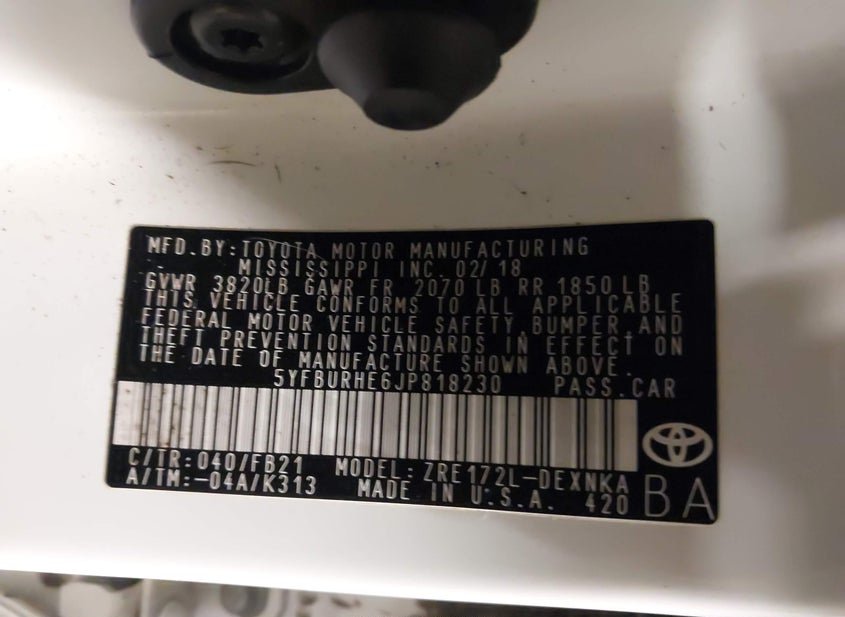 MFD.BY:TOYOTA MOTOR MANUFACTURING
MISSISSIPPI INC. 02/18
GVWR 3820LB GAWR FR 2070 LB RR 1850 LB
THIS VEHICLE CONFORMS TO ALL APPLICABLE
FEDERAL MOTOR VEHICLE SAFETY,BUMPER,AND
THEFT PREVENTION STANDARDS IN EFFECT ON
THE DATE OF MANUFACTURE SHOWN ABOVE.
5YFBURHE6JP818230 PASS.CAR
C/TR:040/FB21 MODEL:ZRE172L-DEXNKA
A/TM:-04A/K313 MADE IN U.S.A. 420 BA